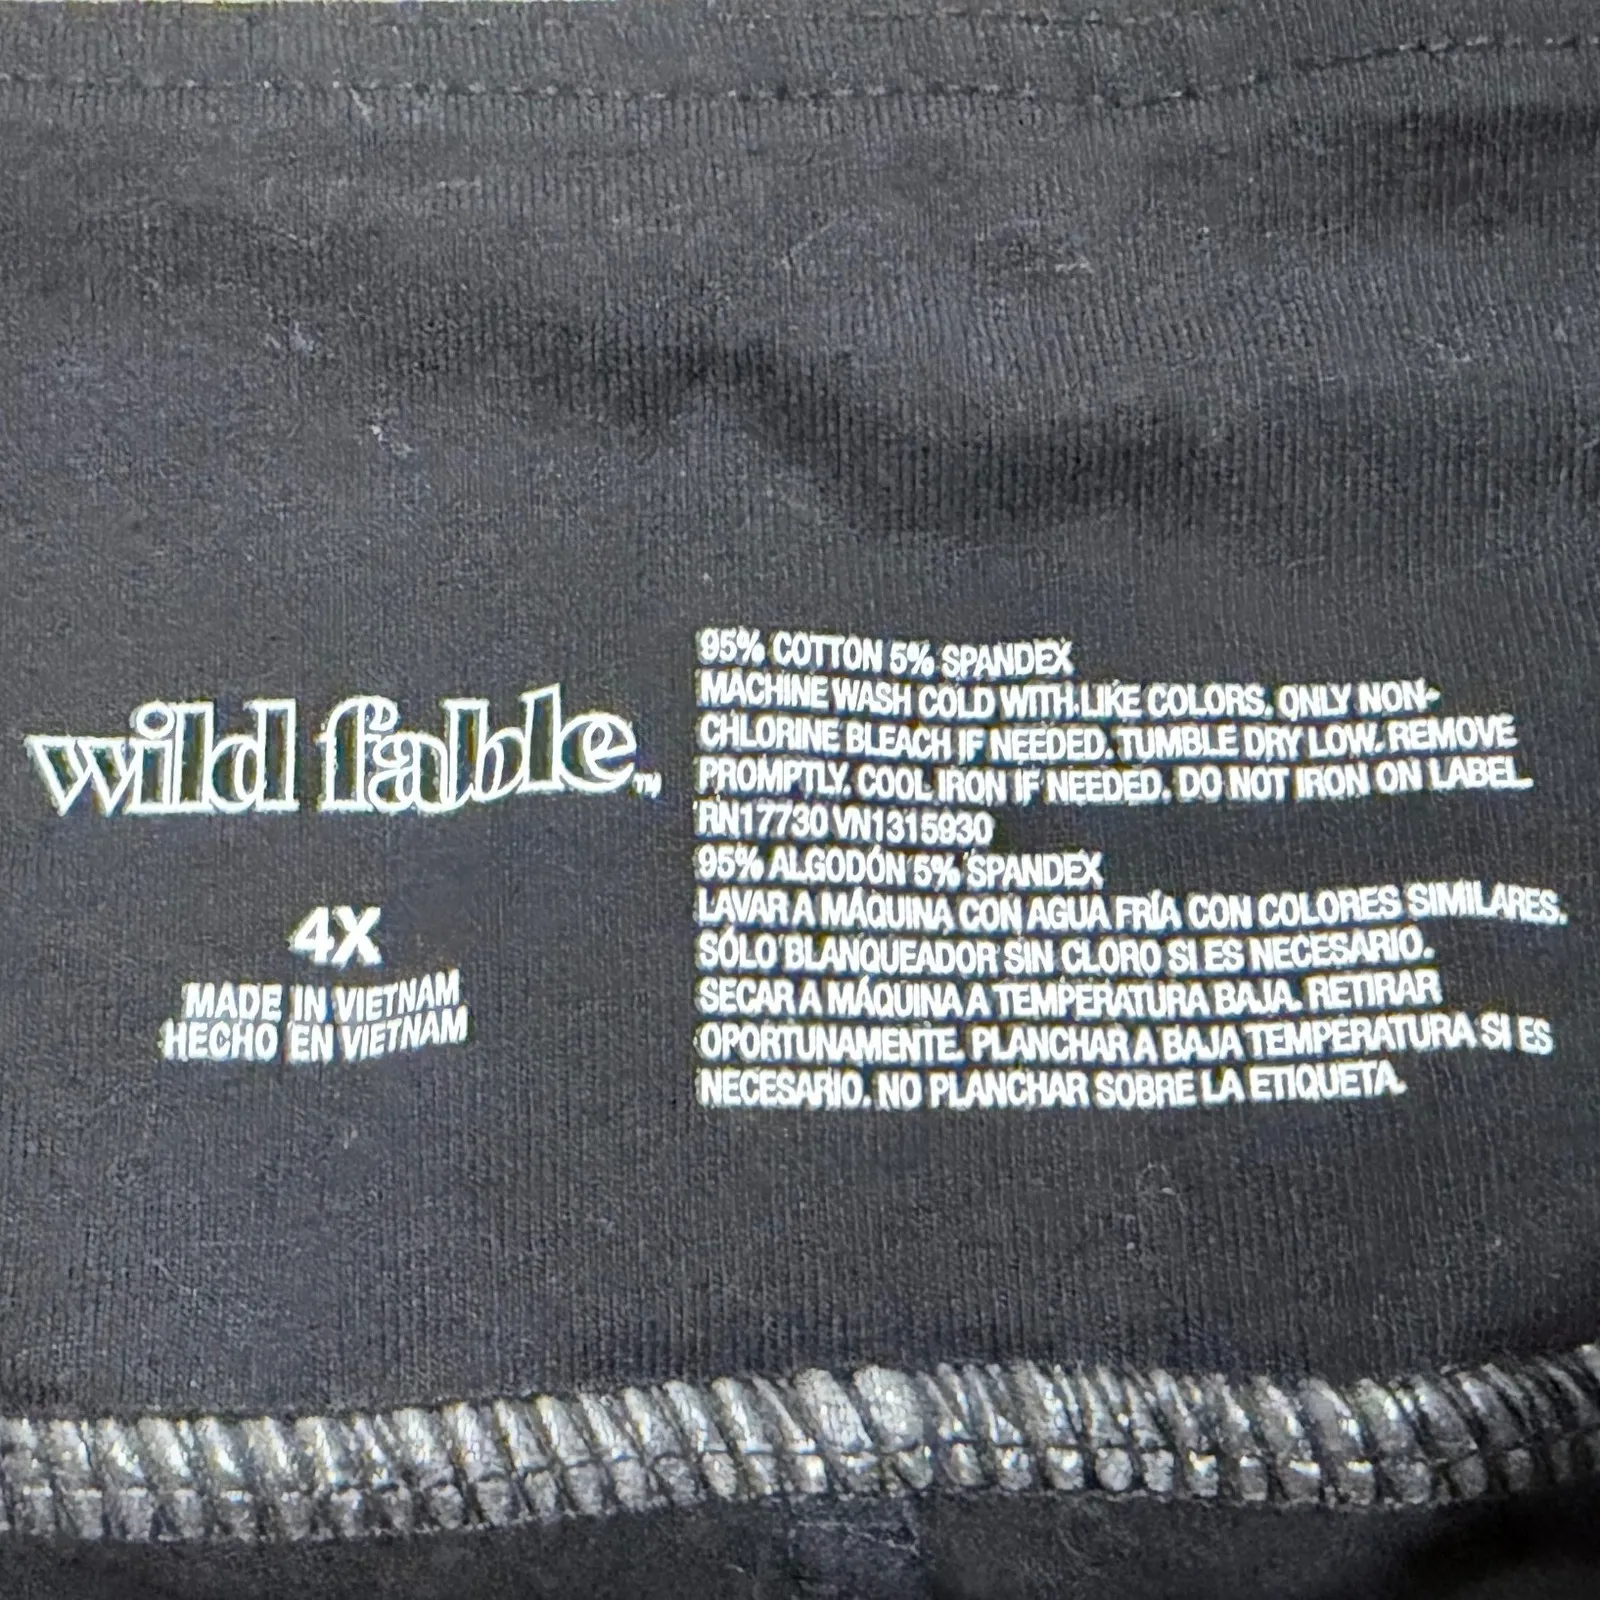 wild fable™
4X
MADE IN VIETNAM
HECHO EN VIETNAM
95% COTTON 5% SPANDEX
MACHINE WASH COLD WITH LIKE COLORS. ONLY NON-
CHLORINE BLEACH IF NEEDED. TUMBLE DRY LOW. REMOVE
PROMPTLY. COOL IRON IF NEEDED. DO NOT IRON ON LABEL.
RN17730 VN1315930
95% ALGODÓN 5% SPANDEX
LAVAR A MÁQUINA CON AGUA FRÍA CON COLORES SIMILARES.
SÓLO BLANQUEADOR SIN CLORO SI ES NECESARIO.
SECAR A MÁQUINA A TEMPERATURA BAJA. RETIRAR
OPORTUNAMENTE. PLANCHAR A BAJA TEMPERATURA SI ES
NECESARIO. NO PLANCHAR SOBRE LA ETIQUETA.